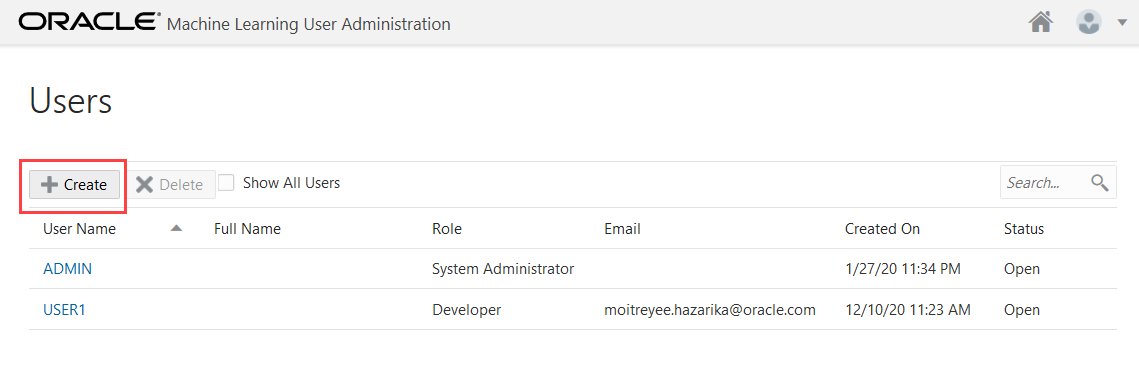 ORACLE Machine Learning User Administration
Users
Create Delete Show All Users Search...
User Name Full Name Role Email Created On Status
ADMIN System Administrator 1/27/20 11:34 PM Open
USER1 Developer moitreyee.hazarika@oracle.com 12/10/20 11:23 AM Open